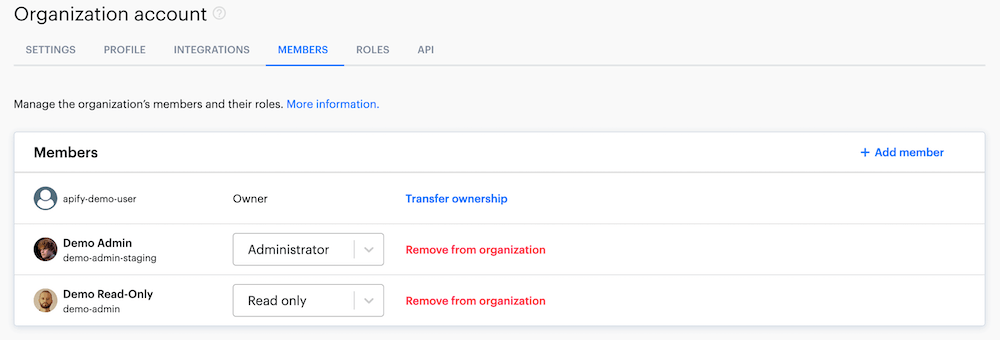 Organization account ?
SETTINGS PROFILE INTEGRATIONS MEMBERS ROLES API
Manage the organization's members and their roles. More information.
Members + Add member
apify-demo-user Owner Transfer ownership
Demo Admin
demo-admin-staging
Administrator Remove from organization
Demo Read-Only
demo-admin
Read only Remove from organization